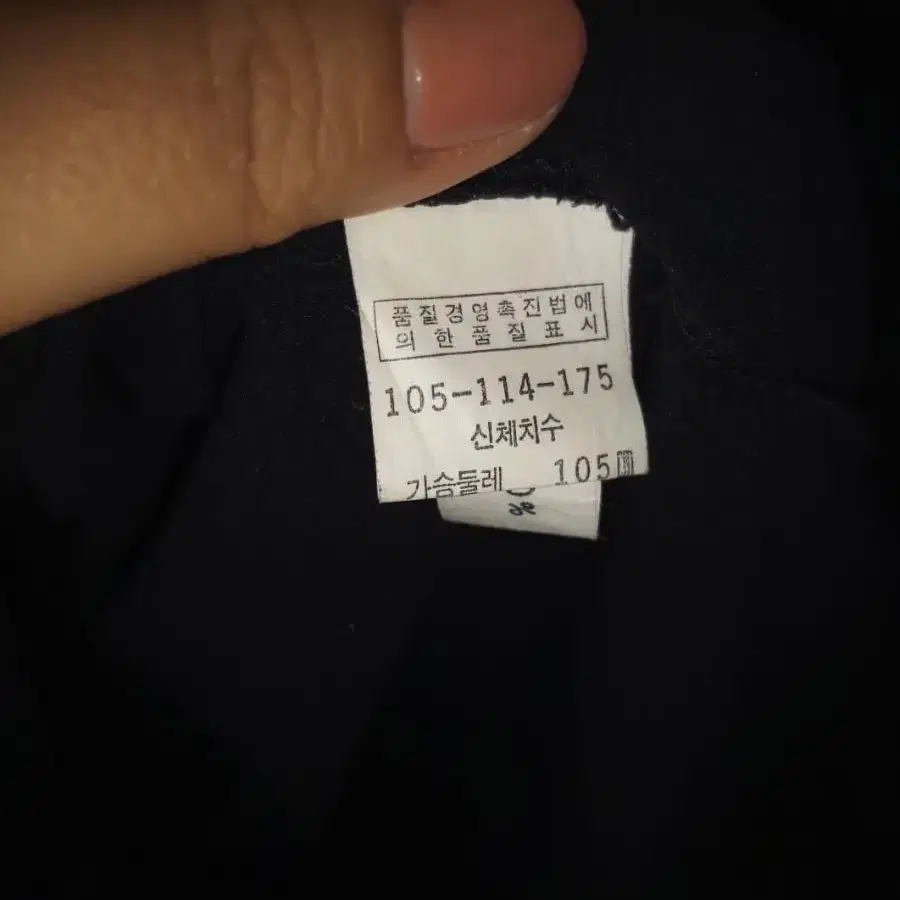 품질경영촉진법에
의한 품질 표시
105-114-175
신체치수
가슴둘레 105㎝